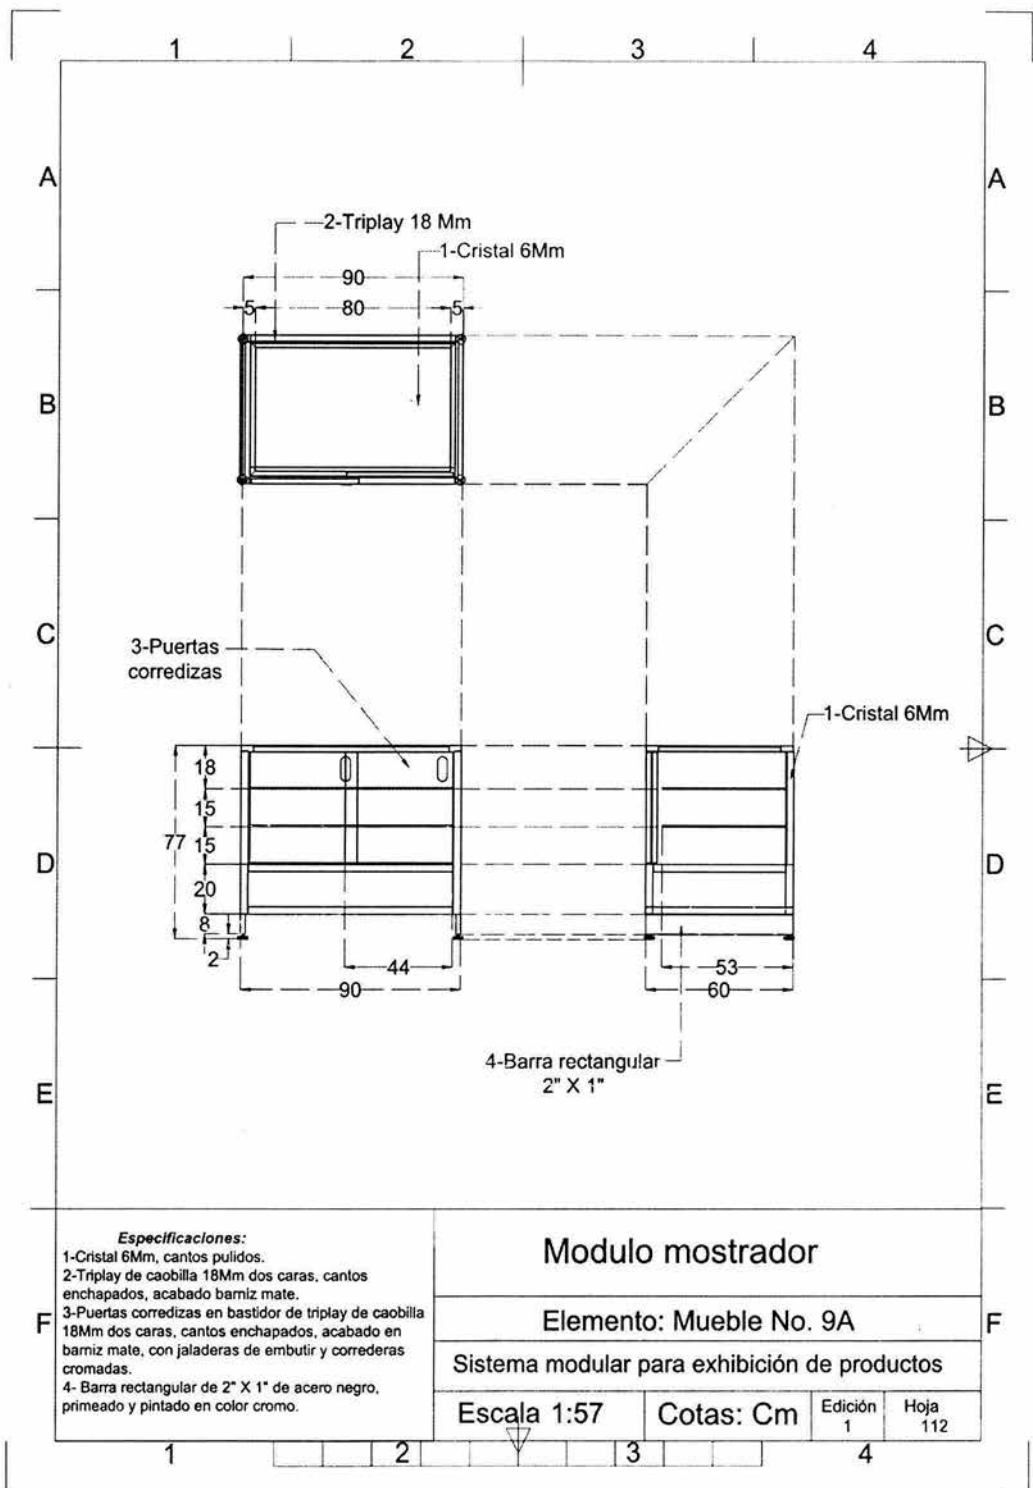 1 2 3 4
A A
2-Triplay 18 Mm
1-Cristal 6Mm
90
5 80 5
B B
C C
3-Puertas
corredizas
1-Cristal 6Mm
18
15
77 15
D D
20
8
2
44 53
90 60
4-Barra rectangular
2" X 1"
E E
Especificaciones:
1-Cristal 6Mm, cantos pulidos.
2-Triplay de caobilla 18Mm dos caras, cantos
enchapados, acabado barniz mate.
3-Puertas corredizas en bastidor de triplay de caobilla
18Mm dos caras, cantos enchapados, acabado en
barniz mate, con jaladeras de embutir y correderas
cromadas.
4- Barra rectangular de 2" X 1" de acero negro,
primeado y pintado en color cromo.
Modulo mostrador
F F
Elemento: Mueble No. 9A
Sistema modular para exhibición de productos
Escala 1:57 Cotas: Cm Edición 1 Hoja 112
1 2 3 4